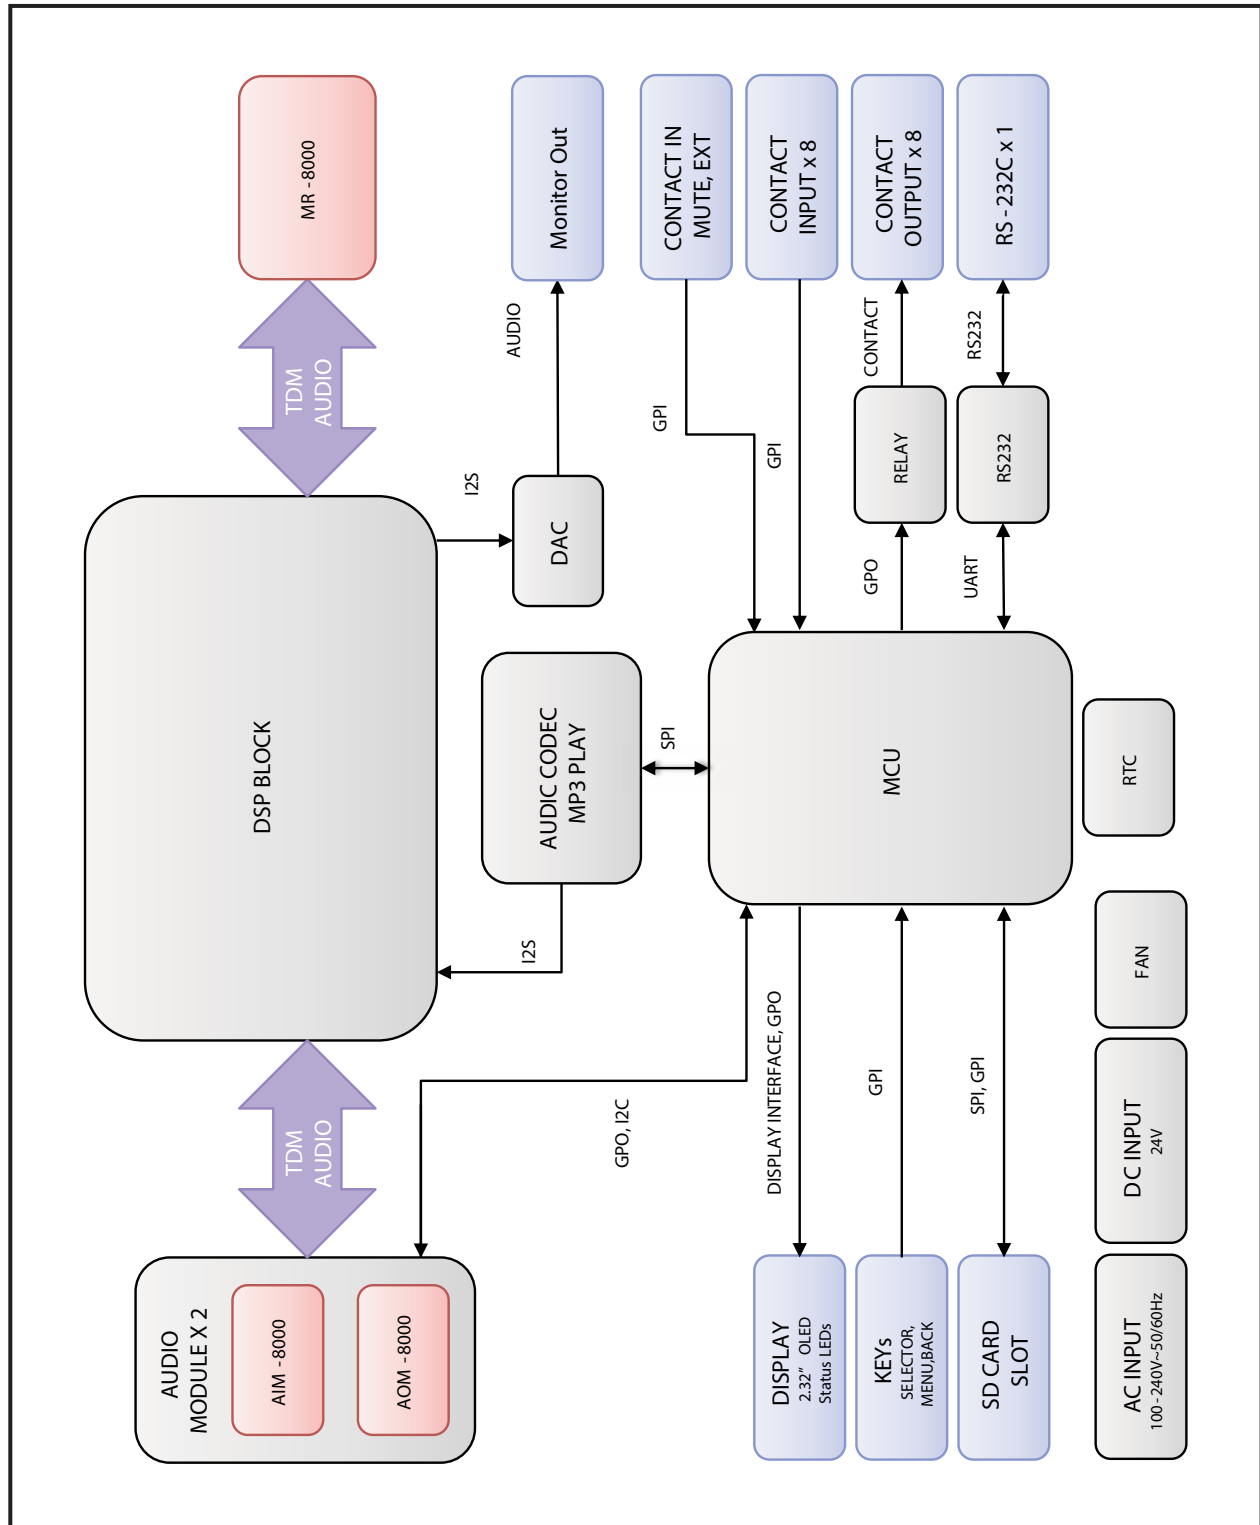 AUDIO
MODULE X 2
AIM - 8000
AOM - 8000
TDM
AUDIO
DSP BLOCK
TDM
AUDIO
MR - 8000
I2S
AUDIC CODEC
MP3 PLAY
I2S
DAC
AUDIO
Monitor Out
GPO, I2C
SPI
GPI
CONTACT IN
MUTE, EXT
DISPLAY
2.32" OLED
Status LEDs
DISPLAY INTERFACE, GPO
MCU
GPI
CONTACT
INPUT x 8
KEYs
SELECTOR,
MENU,BACK
GPI
GPO
RELAY
CONTACT
CONTACT
OUTPUT x 8
SD CARD
SLOT
SPI, GPI
UART
RS232
RS232
RS - 232C x 1
AC INPUT
100 - 240V~50/60Hz
DC INPUT
24V
FAN
RTC